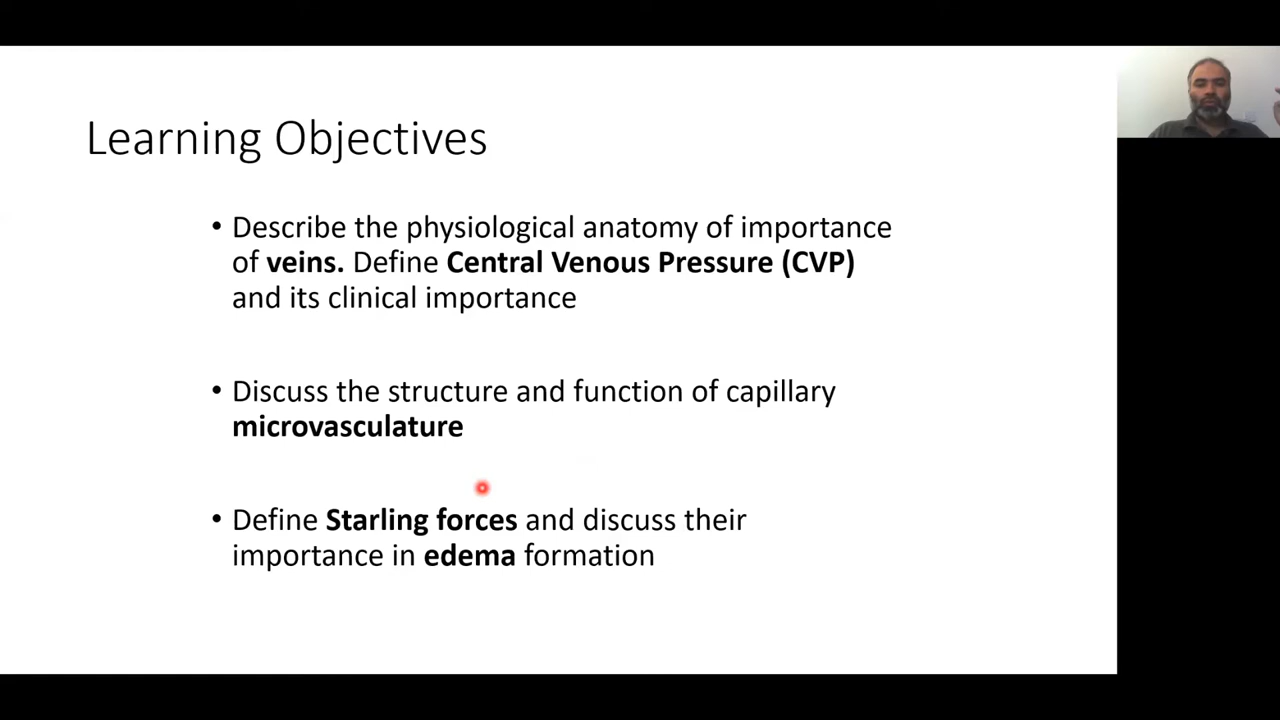 Learning Objectives
• Describe the physiological anatomy of importance
of veins. Define Central Venous Pressure (CVP)
and its clinical importance
• Discuss the structure and function of capillary
microvasculature
• Define Starling forces and discuss their
importance in edema formation